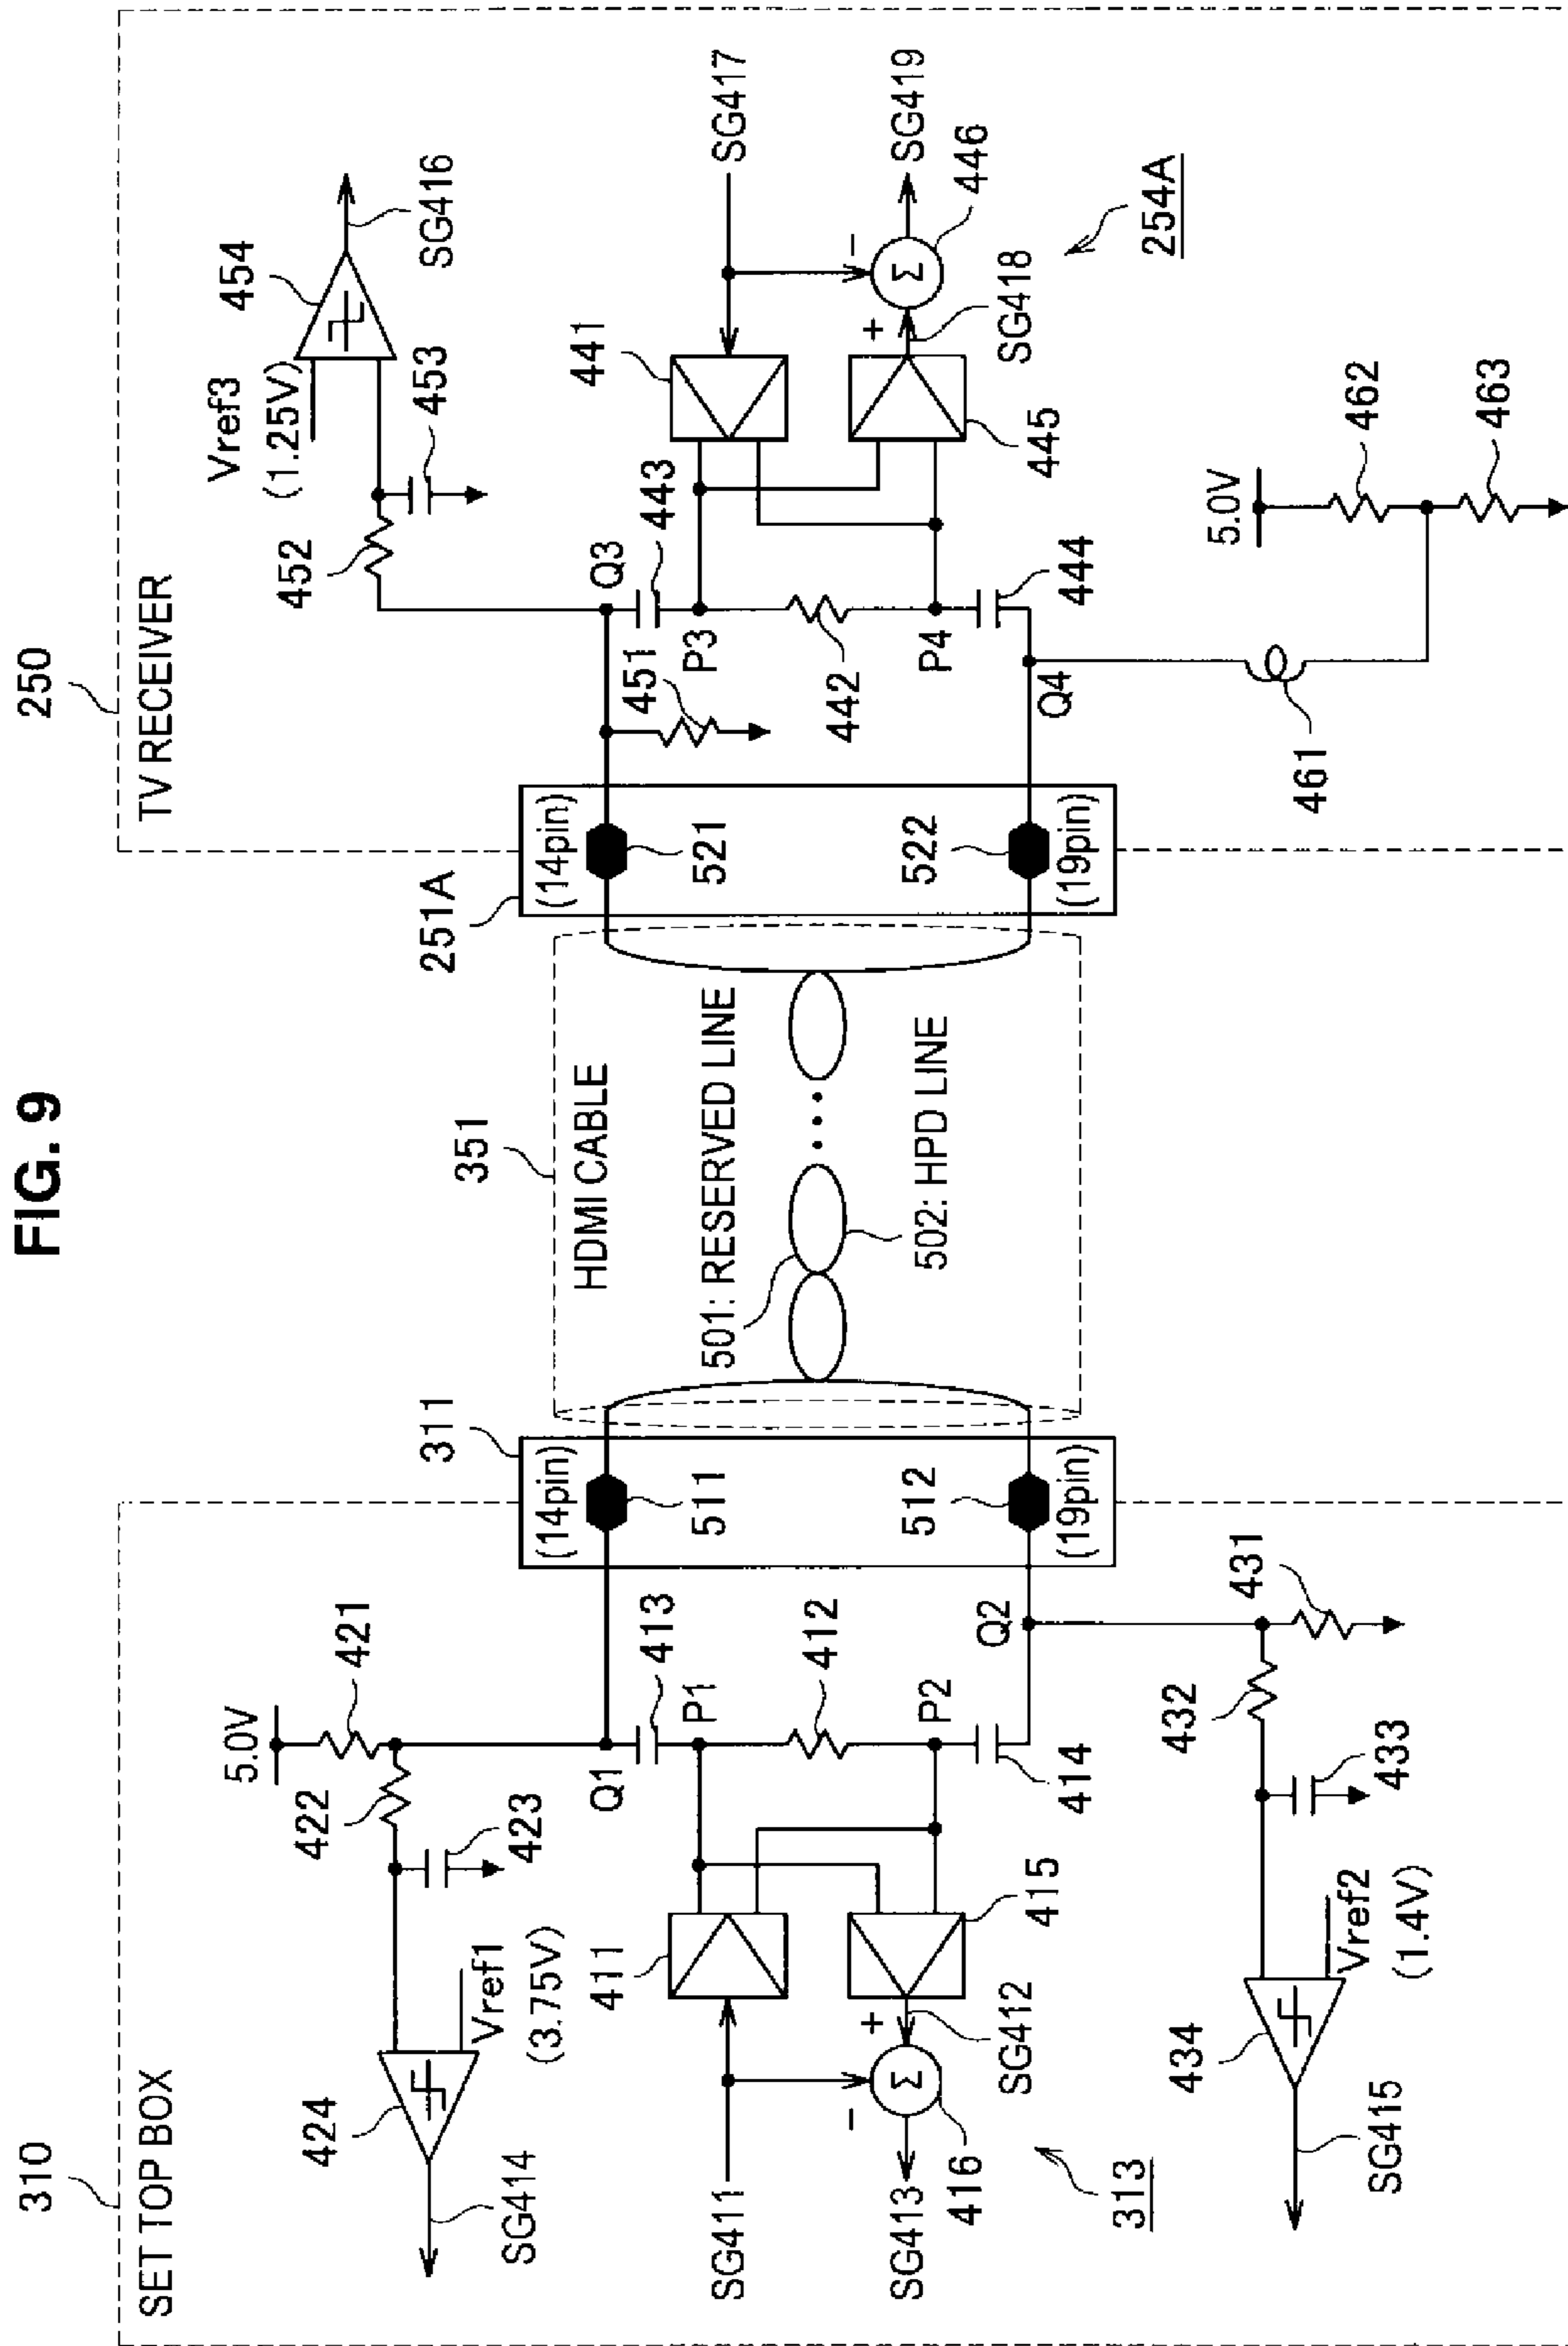 FIG. 9
310
SET TOP BOX
250
TV RECEIVER
5.0V
421
422
423
424
Vref1
(3.75V)
SG414
Q1
413
P1
412
P2
414
Q2
411
415
SG411
SG412
SG413
416
313
431
432
433
434
Vref2
(1.4V)
SG415
311
(14pin)
511
512
(19pin)
351
HDMI CABLE
501: RESERVED LINE
502: HPD LINE
251A
(14pin)
521
522
(19pin)
454
SG416
Vref3
(1.25V)
453
452
Q3
443
451
P3
442
P4
444
Q4
441
445
SG417
SG418
SG419
446
254A
+
-
Σ
+
-
Σ
461
5.0V
462
463